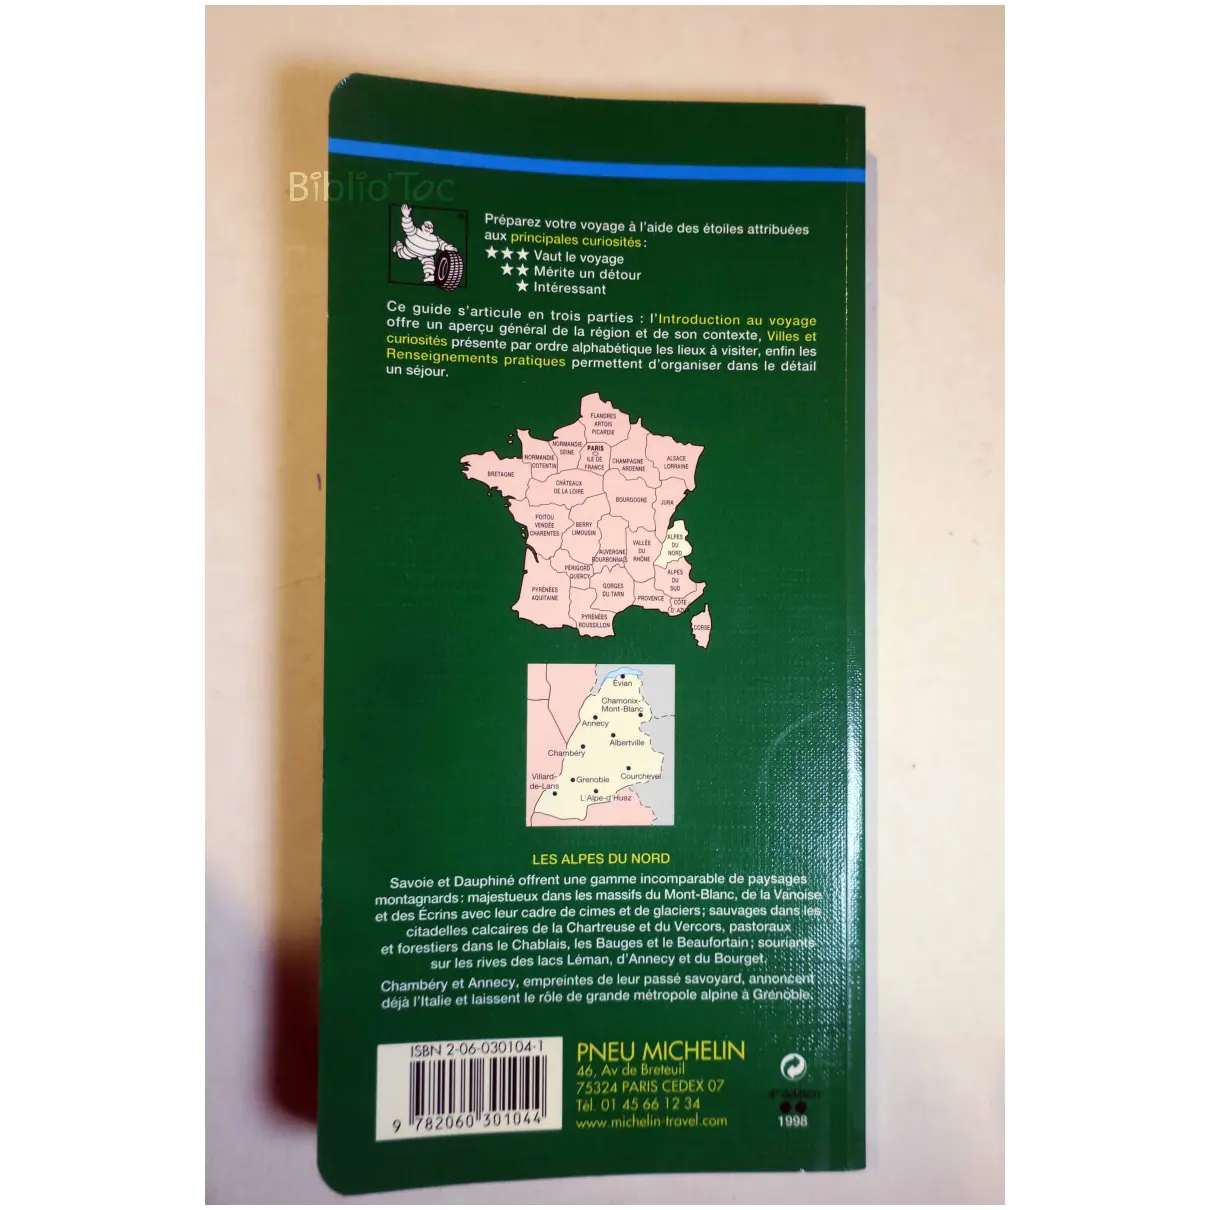 Biblio'Toc
Préparez votre voyage à l'aide des étoiles attribuées
aux principales curiosités :
★★★ Vaut le voyage
★★ Mérite un détour
★ Intéressant
Ce guide s'articule en trois parties : l'Introduction au voyage
offre un aperçu général de la région et de son contexte, Villes et
curiosités présente par ordre alphabétique les lieux à visiter, enfin les
Renseignements pratiques permettent d'organiser dans le détail
un séjour.
FLANDRES
ARTOIS
PICARDIE
NORMANDIE
SEINE
PARIS
ILE DE
FRANCE
NORMANDIE
COTENTIN
CHAMPAGNE
ARDENNE
ALSACE
LORRAINE
BRETAGNE
CHÂTEAUX
DE LA LOIRE
BOURGOGNE
JURA
POITOU
VENDÉE
CHARENTES
BERRY
LIMOUSIN
AUVERGNE
BOURBONNAIS
VALLÉE
DU
RHÔNE
ALPES
DU
NORD
PÉRIGORD
QUERCY
ALPES
DU
SUD
PYRÉNÉES
AQUITAINE
GORGES
DU TARN
PROVENCE
CÔTE
D'AZUR
PYRÉNÉES
ROUSSILLON
CORSE
Évian
Chamonix-
Mont-Blanc
Annecy
Albertville
Chambéry
Villard-
de-Lans
Grenoble
Courchevel
L'Alpe-d'Huez
LES ALPES DU NORD
Savoie et Dauphiné offrent une gamme incomparable de paysages
montagnards : majestueux dans les massifs du Mont-Blanc, de la Vanoise
et des Écrins avec leur cadre de cimes et de glaciers ; sauvages dans les
citadelles calcaires de la Chartreuse et du Vercors, pastoraux
et forestiers dans le Chablais, les Bauges et le Beaufortain ; souriants
sur les rives des lacs Léman, d'Annecy et du Bourget.
Chambéry et Annecy, empreintes de leur passé savoyard, annoncent
déjà l'Italie et laissent le rôle de grande métropole alpine à Grenoble.
ISBN 2-06-030104-1
9 782060 301044
PNEU MICHELIN
46, Av de Breteuil
75324 PARIS CEDEX 07
Tél. 01 45 66 12 34
www.michelin-travel.com
4e édition
1998